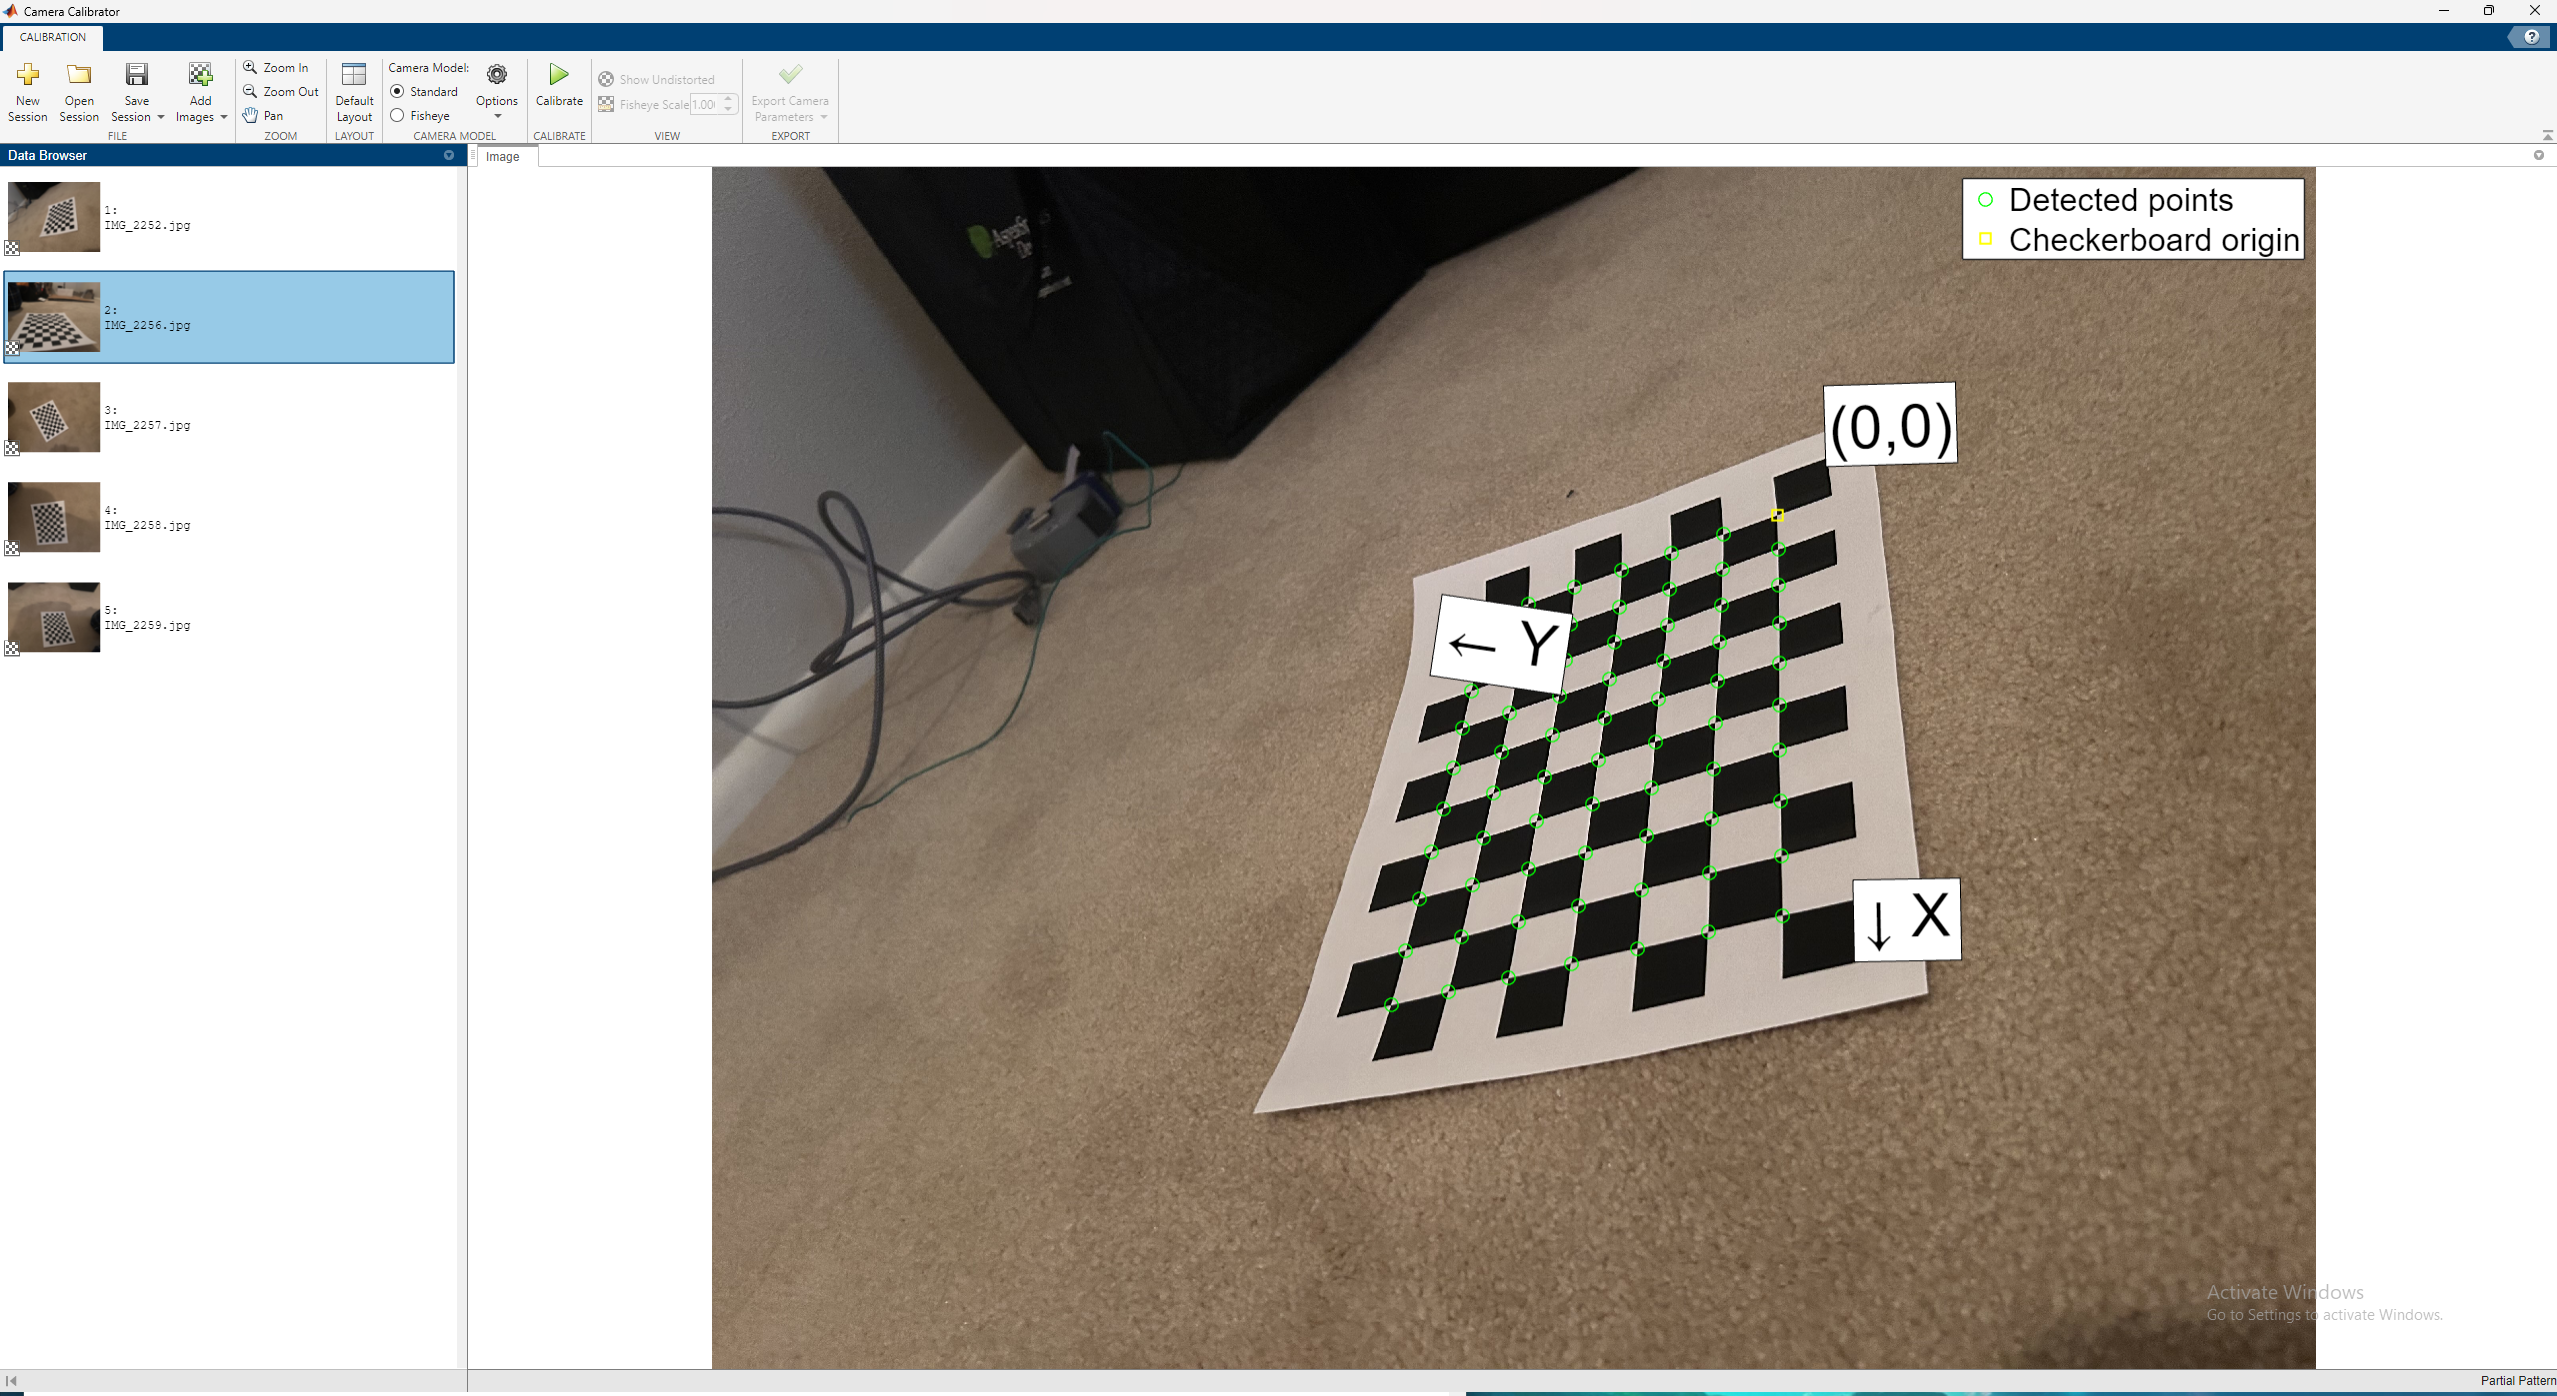 Camera Calibrator
CALIBRATION
?
New
Session
Open
Session
Save
Session
Add
Images
FILE
Zoom In
Zoom Out
Pan
ZOOM
Default
Layout
LAYOUT
Camera Model:
Standard
Fisheye
Options
CAMERA MODEL
Calibrate
CALIBRATE
Show Undistorted
Fisheye Scale 1.00
VIEW
Export Camera
Parameters
EXPORT
Data Browser
Image
1:
IMG_2252.jpg
2:
IMG_2256.jpg
3:
IMG_2257.jpg
4:
IMG_2258.jpg
5:
IMG_2259.jpg
Detected points
Checkerboard origin
(0,0)
← Y
↓ X
Activate Windows
Go to Settings to activate Windows.
Partial Pattern